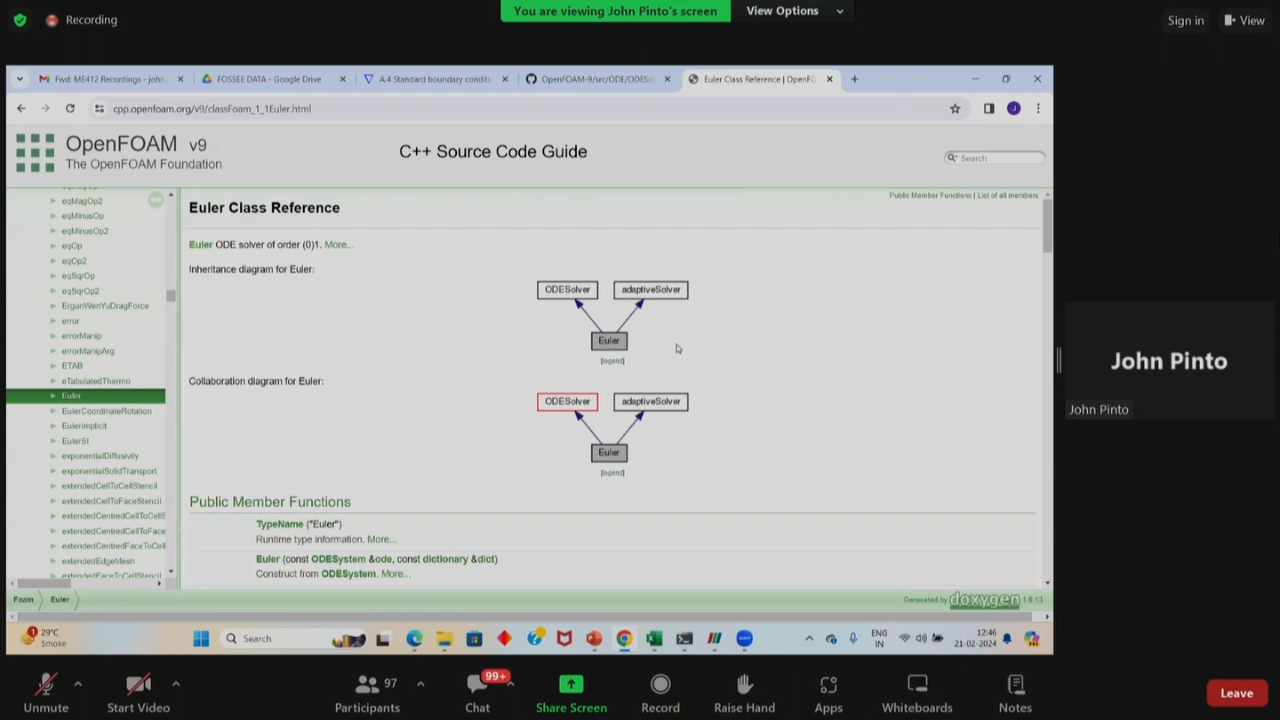 Recording
You are viewing John Pinto's screen
View Options
Sign in
View
Fwd: ME412 Recordings - john.
FOSSEE DATA - Google Drive
A.4 Standard boundary conditi
OpenFOAM-9/src/ODE/ODESol
Euler Class Reference | OpenFO
cpp.openfoam.org/v9/classFoam_1_1Euler.html
OpenFOAM v9
The OpenFOAM Foundation
C++ Source Code Guide
Search
Public Member Functions | List of all members
eqMagOp2
eqMinusOp
eqMinusOp2
eqOp
eqOp2
eqSqrOp
eqSqrOp2
ErgunWenYuDragForce
error
errorManip
errorManipArg
ETAB
eTabulatedThermo
Euler
EulerCoordinateRotation
EulerImplicit
EulerSI
exponentialDiffusivity
exponentialSolidTransport
extendedCellToCellStencil
extendedCellToFaceStencil
extendedCentredCellToCellS
extendedCentredCellToFace
extendedCentredFaceToCell
extendedEdgeMesh
extendedFaceToCellStencil
Euler Class Reference
Euler ODE solver of order (0)1. More...
Inheritance diagram for Euler:
ODESolver
adaptiveSolver
Euler
[legend]
Collaboration diagram for Euler:
ODESolver
adaptiveSolver
Euler
[legend]
Public Member Functions
TypeName ("Euler")
Runtime type information. More...
Euler (const ODESystem &ode, const dictionary &dict)
Construct from ODESystem. More...
Foam
Euler
Generated by doxygen 1.8.13
John Pinto
John Pinto
1
29°C
Smoke
Search
ENG
IN
12:46
21-02-2024
Unmute
Start Video
97
Participants
99+
Chat
Share Screen
Record
Raise Hand
Apps
Whiteboards
Notes
Leave